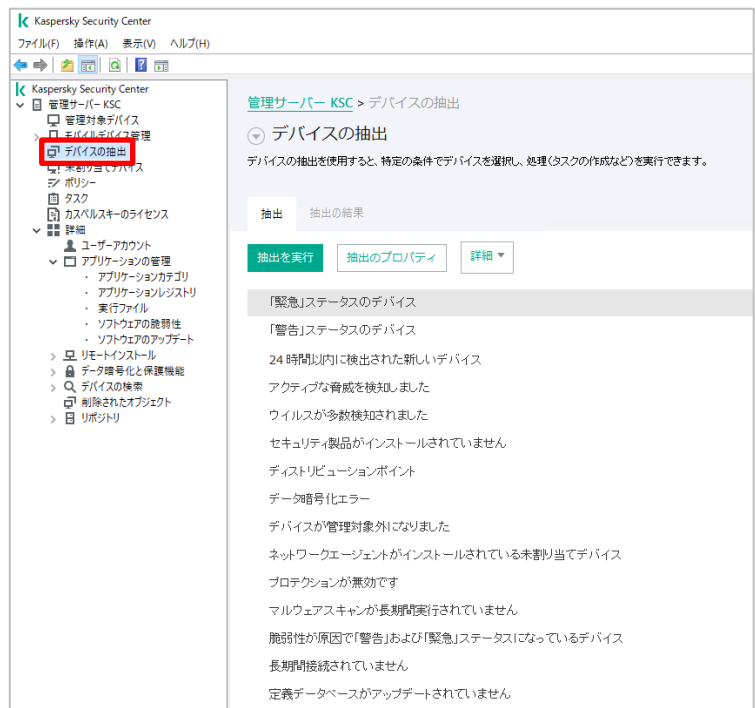 Kaspersky Security Center
ファイル(F) 操作(A) 表示(V) ヘルプ(H)
Kaspersky Security Center
管理サーバー KSC
管理対象デバイス
モバイルデバイス管理
デバイスの抽出
未割り当てデバイス
ポリシー
タスク
カスペルスキーのライセンス
詳細
ユーザーアカウント
アプリケーションの管理
・ アプリケーションカテゴリ
・ アプリケーションレジストリ
・ 実行ファイル
・ ソフトウェアの脆弱性
・ ソフトウェアのアップデート
リモートインストール
データ暗号化と保護機能
デバイスの検索
削除されたオブジェクト
リポジトリ
管理サーバー KSC > デバイスの抽出
デバイスの抽出
デバイスの抽出を使用すると、特定の条件でデバイスを選択し、処理(タスクの作成など)を実行できます。
抽出 抽出の結果
抽出を実行 抽出のプロパティ 詳細
「緊急」ステータスのデバイス
「警告」ステータスのデバイス
24 時間以内に検出された新しいデバイス
アクティブな脅威を検知しました
ウイルスが多数検知されました
セキュリティ製品がインストールされていません
ディストリビューションポイント
データ暗号化エラー
デバイスが管理対象外になりました
ネットワークエージェントがインストールされている未割り当てデバイス
プロテクションが無効です
マルウェアスキャンが長期間実行されていません
脆弱性が原因で「警告」および「緊急」ステータスになっているデバイス
長期間接続されていません
定義データベースがアップデートされていません